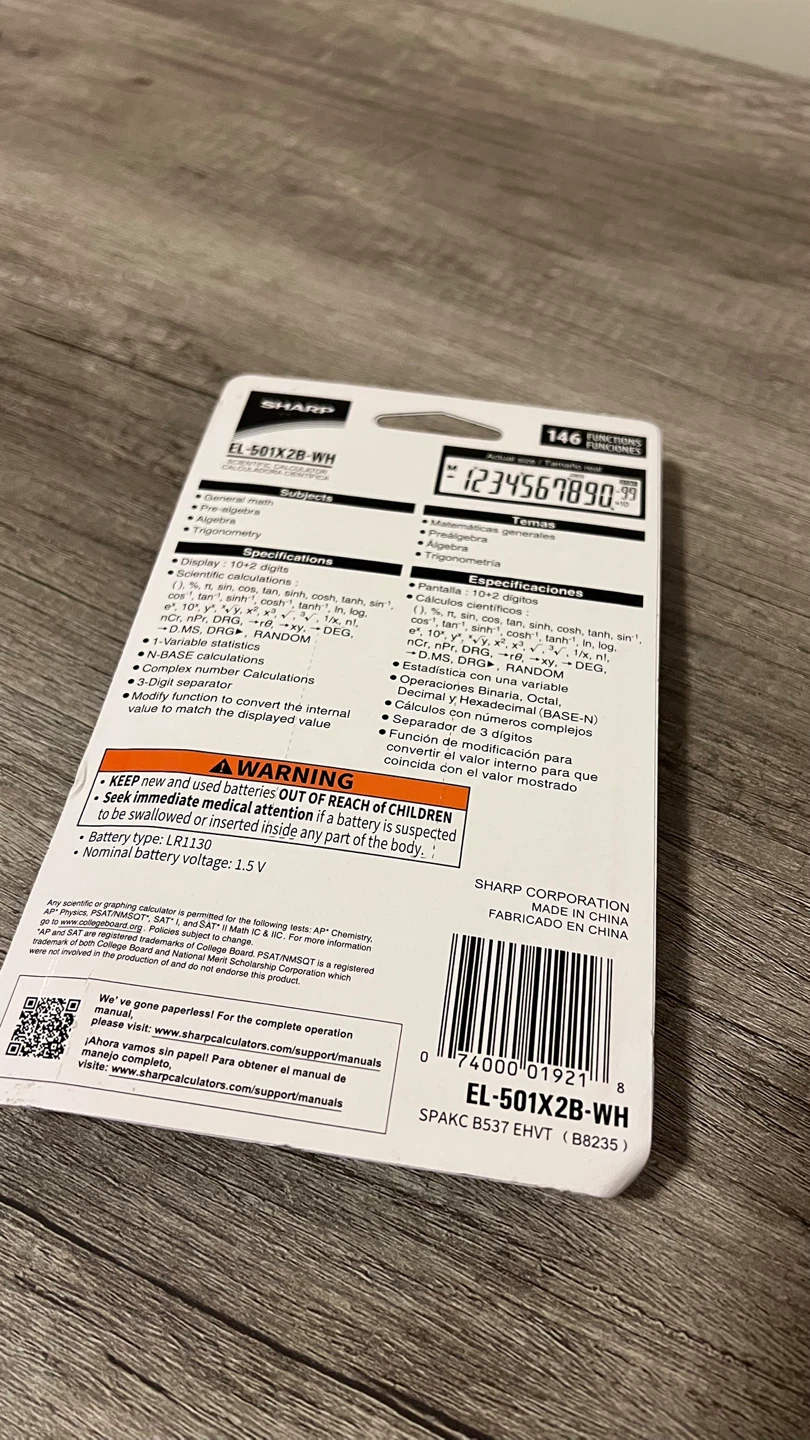 SHARP
EL-501X2B-WH
SCIENTIFIC CALCULATOR
CALCULADORA CIENTÍFICA
146 FUNCTIONS
FUNCIONES
Actual size / Tamaño real
M
- 1234567890.-99
x10
Subjects
• General math
• Pre-algebra
• Algebra
• Trigonometry
Temas
• Matemáticas generales
• Preálgebra
• Álgebra
• Trigonometría
Specifications
• Display : 10+2 digits
• Scientific calculations :
( ), %, π, sin, cos, tan, sinh, cosh, tanh, sin⁻¹,
cos⁻¹, tan⁻¹, sinh⁻¹, cosh⁻¹, tanh⁻¹, ln, log,
eˣ, 10ˣ, yˣ, ˣ√y, x², x³, √, ³√, 1/x, n!,
nCr, nPr, DRG, →rθ, →xy, →DEG,
→D.MS, DRG▶, RANDOM
• 1-Variable statistics
• N-BASE calculations
• Complex number Calculations
• 3-Digit separator
• Modify function to convert the internal
value to match the displayed value
Especificaciones
• Pantalla : 10+2 dígitos
• Cálculos científicos :
( ), %, π, sin, cos, tan, sinh, cosh, tanh, sin⁻¹,
cos⁻¹, tan⁻¹, sinh⁻¹, cosh⁻¹, tanh⁻¹, ln, log,
eˣ, 10ˣ, yˣ, ˣ√y, x², x³, √, ³√, 1/x, n!,
nCr, nPr, DRG, →rθ, →xy, →DEG,
→D.MS, DRG▶, RANDOM
• Estadística con una variable
• Operaciones Binaria, Octal,
Decimal y Hexadecimal (BASE-N)
• Cálculos con números complejos
• Separador de 3 dígitos
• Función de modificación para
convertir el valor interno para que
coincida con el valor mostrado
⚠WARNING
• KEEP new and used batteries OUT OF REACH of CHILDREN
• Seek immediate medical attention if a battery is suspected
to be swallowed or inserted inside any part of the body.
• Battery type: LR1130
• Nominal battery voltage: 1.5 V
SHARP CORPORATION
MADE IN CHINA
FABRICADO EN CHINA
Any scientific or graphing calculator is permitted for the following tests: AP* Chemistry,
AP* Physics, PSAT/NMSQT*, SAT* I, and SAT* II Math IC & IIC. For more information
go to www.collegeboard.org. Policies subject to change.
*AP and SAT are registered trademarks of College Board. PSAT/NMSQT is a registered
trademark of both College Board and National Merit Scholarship Corporation which
were not involved in the production of and do not endorse this product.
We've gone paperless! For the complete operation
manual,
please visit: www.sharpcalculators.com/support/manuals
¡Ahora vamos sin papel! Para obtener el manual de
manejo completo,
visite: www.sharpcalculators.com/support/manuals
0 74000 01921 8
EL-501X2B-WH
SPAKC B537 EHVT (B8235)